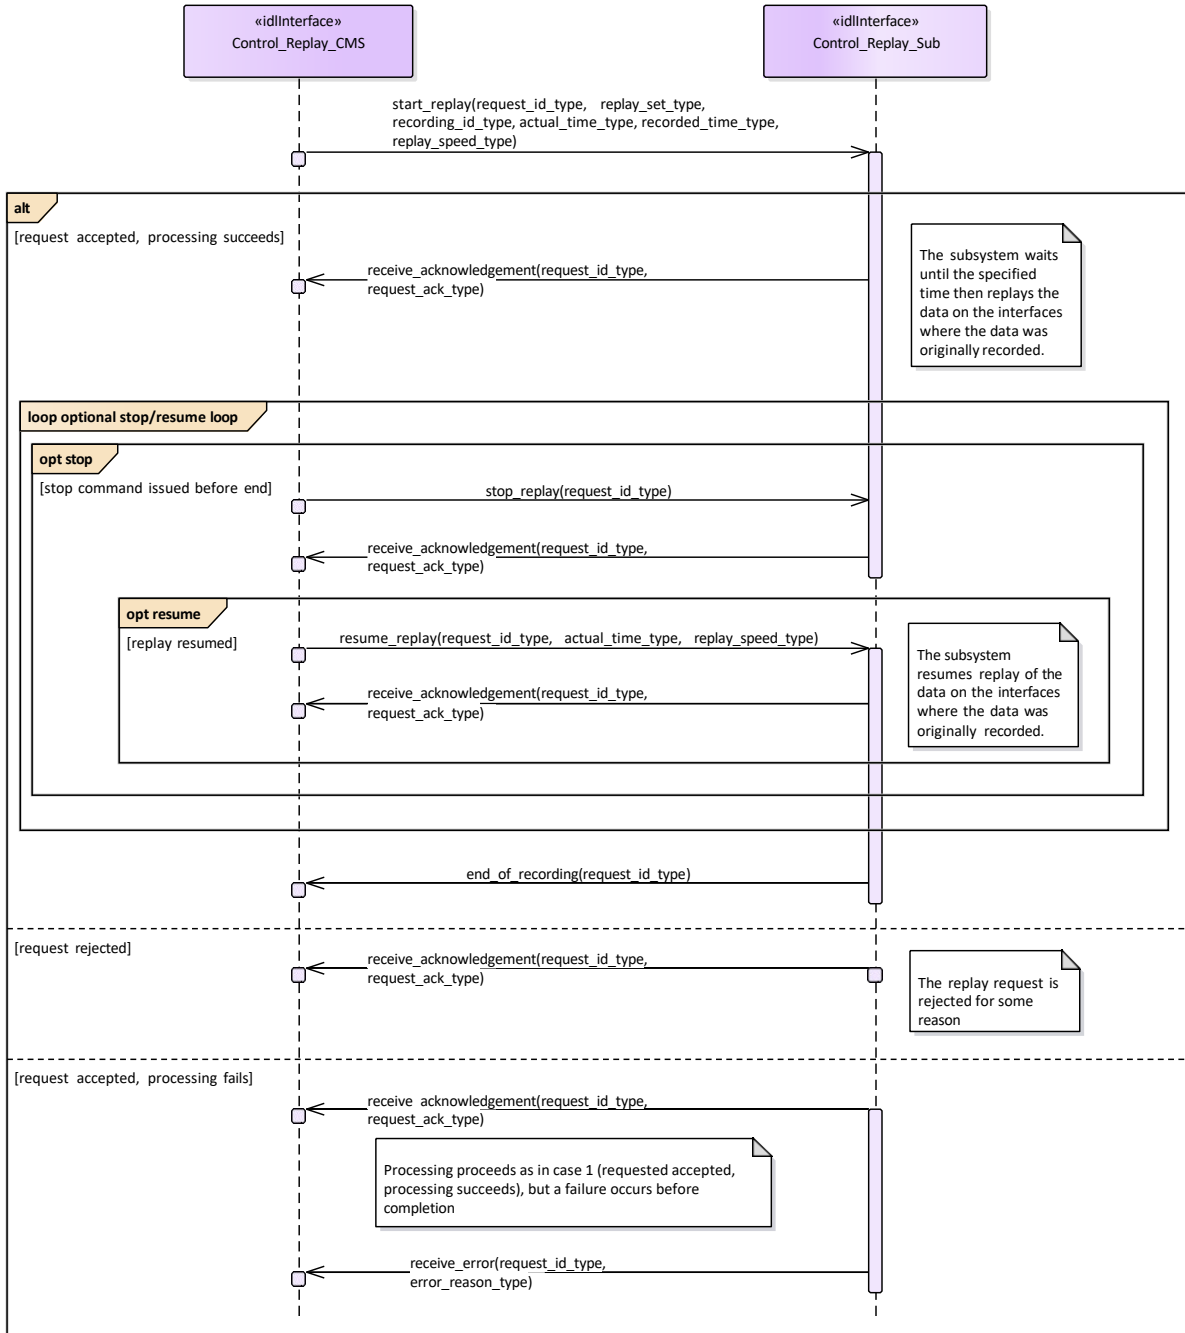 «idlInterface»
Control_Replay_CMS
«idlInterface»
Control_Replay_Sub
start_replay(request_id_type, replay_set_type,
recording_id_type, actual_time_type, recorded_time_type,
replay_speed_type)
alt
[request accepted, processing succeeds]
The subsystem waits
until the specified
time then replays the
data on the interfaces
where the data was
originally recorded.
receive_acknowledgement(request_id_type,
request_ack_type)
loop optional stop/resume loop
opt stop
[stop command issued before end]
stop_replay(request_id_type)
receive_acknowledgement(request_id_type,
request_ack_type)
opt resume
[replay resumed]
resume_replay(request_id_type, actual_time_type, replay_speed_type)
The subsystem
resumes replay of the
data on the interfaces
where the data was
originally recorded.
receive_acknowledgement(request_id_type,
request_ack_type)
end_of_recording(request_id_type)
[request rejected]
receive_acknowledgement(request_id_type,
request_ack_type)
The replay request is
rejected for some
reason
[request accepted, processing fails]
receive acknowledgement(request_id_type,
request_ack_type)
Processing proceeds as in case 1 (requested accepted,
processing succeeds), but a failure occurs before
completion
receive_error(request_id_type,
error_reason_type)